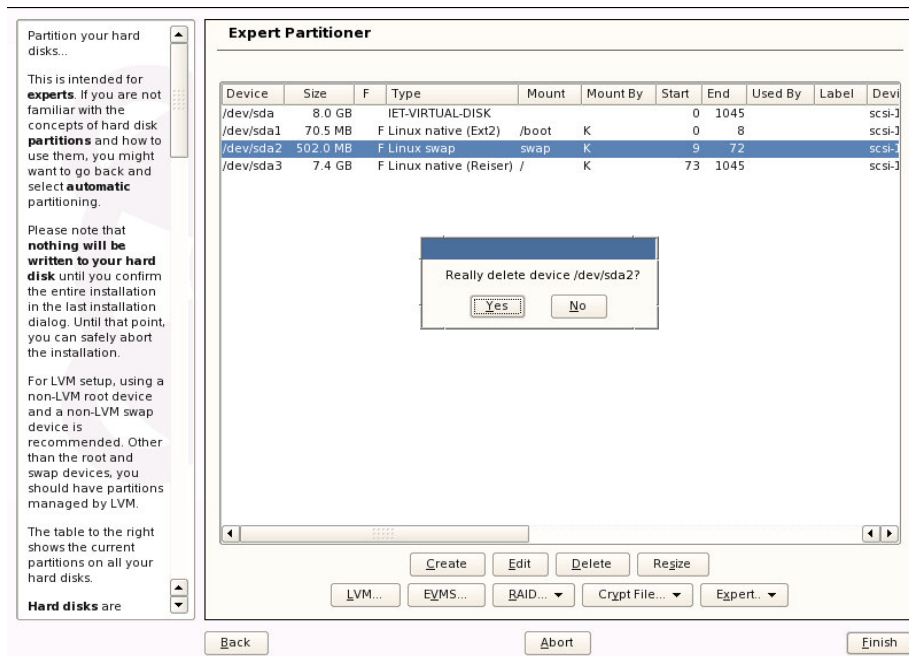 Partition your hard
disks...
This is intended for
experts. If you are not
familiar with the
concepts of hard disk
partitions and how to
use them, you might
want to go back and
select automatic
partitioning.
Please note that
nothing will be
written to your hard
disk until you confirm
the entire installation
in the last installation
dialog. Until that point,
you can safely abort
the installation.
For LVM setup, using a
non-LVM root device
and a non-LVM swap
device is
recommended. Other
than the root and
swap devices, you
should have partitions
managed by LVM.
The table to the right
shows the current
partitions on all your
hard disks.
Hard disks are
Expert Partitioner
Device Size F Type Mount Mount By Start End Used By Label Devi
/dev/sda 8.0 GB IET-VIRTUAL-DISK 0 1045 scsi-1
/dev/sda1 70.5 MB F Linux native (Ext2) /boot K 0 8 scsi-1
/dev/sda2 502.0 MB F Linux swap swap K 9 72 scsi-1
/dev/sda3 7.4 GB F Linux native (Reiser) / K 73 1045 scsi-1
Really delete device /dev/sda2?
Yes No
Create Edit Delete Resize
LVM... EVMS... RAID... Crypt File... Expert..
Back Abort Finish